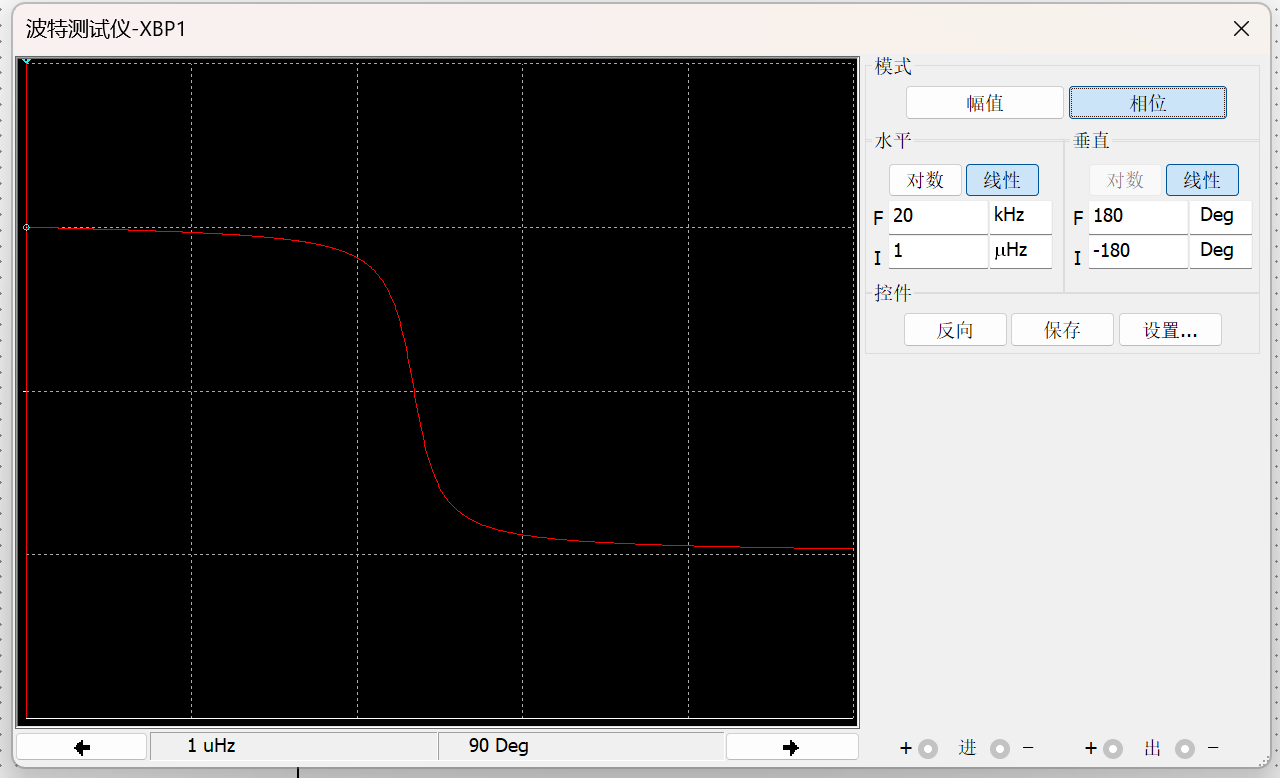 波特测试仪-XBP1
模式
幅值 相位
水平 垂直
对数 线性 对数 线性
F 20 kHz F 180 Deg
I 1 μHz I -180 Deg
控件
反向 保存 设置...
1 uHz 90 Deg
+ 进 − + 出 −